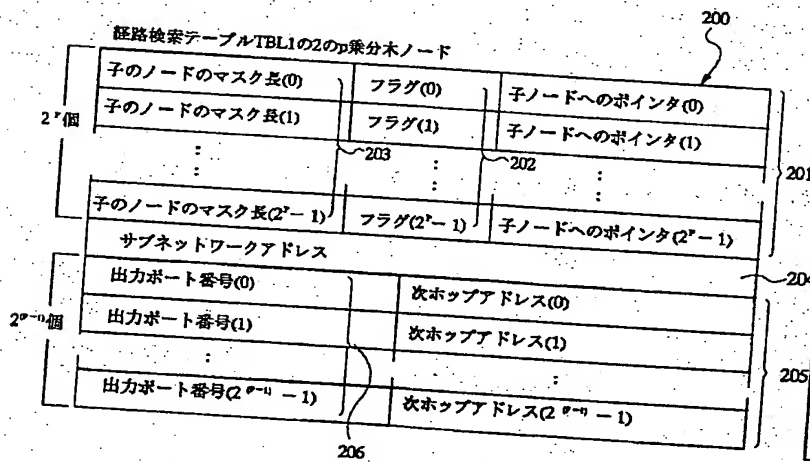 200
経路検索テーブルTBL1の2のp乗分木ノード
子のノードのマスク長(0) フラグ(0) 子ノードへのポインタ(0)
子のノードのマスク長(1) フラグ(1) 子ノードへのポインタ(1)
2^p個
203 202 201
: : :
: : :
子のノードのマスク長(2^p−1) フラグ(2^p−1) 子ノードへのポインタ(2^p−1)
サブネットワークアドレス
204
出力ポート番号(0) 次ホップアドレス(0)
2^(p-1)個
出力ポート番号(1) 次ホップアドレス(1)
205
: :
出力ポート番号(2^(p-1)−1) 次ホップアドレス(2^(p-1)−1)
206